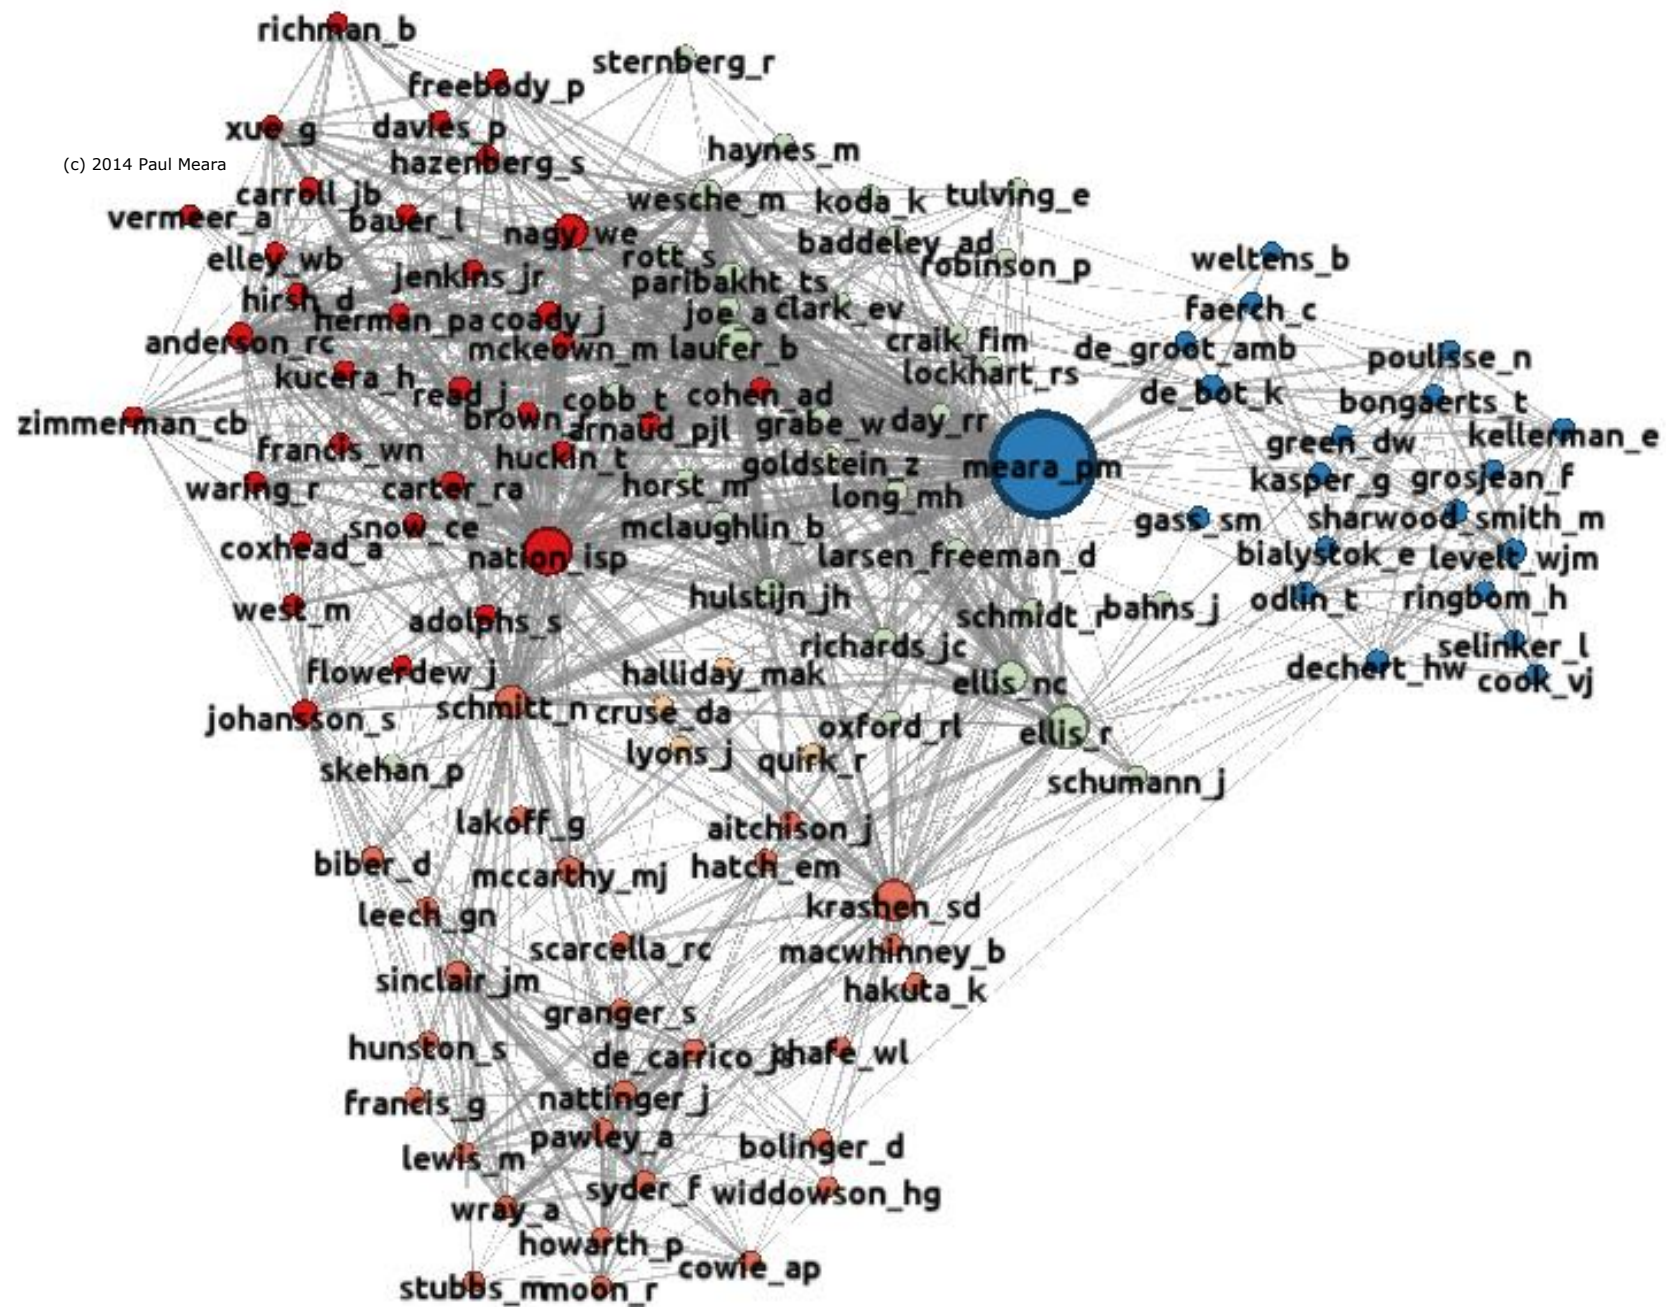 richman_b
sternberg_r
freebody_p
xue_g
davies_p
haynes_m
hazenberg_s
(c) 2014 Paul Meara
carroll_jb
wesche_m
koda_k
tulving_e
vermeer_a
bauer_l
nagy_we
baddeley_ad
elley_wb
rott_s
robinson_p
weltens_b
jenkins_jr
paribakht_ts
hirsh_d
herman_pa
coady_j
joe_a
clark_ev
faerch_c
anderson_rc
mckeown_m
laufer_b
craik_fim
de_groot_amb
poulisse_n
kucera_h
read_j
lockhart_rs
cobb_t
cohen_ad
de_bot_k
bongaerts_t
zimmerman_cb
brown_
arnaud_pjl
grabe_w
day_rr
francis_wn
huckin_t
goldstein_z
meara_pm
green_dw
kellerman_e
waring_r
carter_ra
horst_m
long_mh
kasper_g
grosjean_f
coxhead_a
snow_ce
mclaughlin_b
gass_sm
sharwood_smith_m
nation_isp
larsen_freeman_d
bialystok_e
levelt_wjm
west_m
adolphs_s
hulstijn_jh
schmidt_r
bahns_j
odlin_t
ringbom_h
flowerdew_j
halliday_mak
richards_jc
ellis_nc
dechert_hw
selinker_l
cook_vj
johansson_s
schmitt_n
cruse_da
oxford_rl
ellis_r
skehan_p
lyons_j
quirk_r
schumann_j
lakoff_g
aitchison_j
biber_d
mccarthy_mj
hatch_em
leech_gn
krashen_sd
scarcella_rc
macwhinney_b
sinclair_jm
hakuta_k
granger_s
hunston_s
de_carrico_js
phafe_wl
francis_g
nattinger_j
pawley_a
bolinger_d
lewis_m
syder_f
widdowson_hg
wray_a
howarth_p
cowie_ap
stubbs_m
moon_r